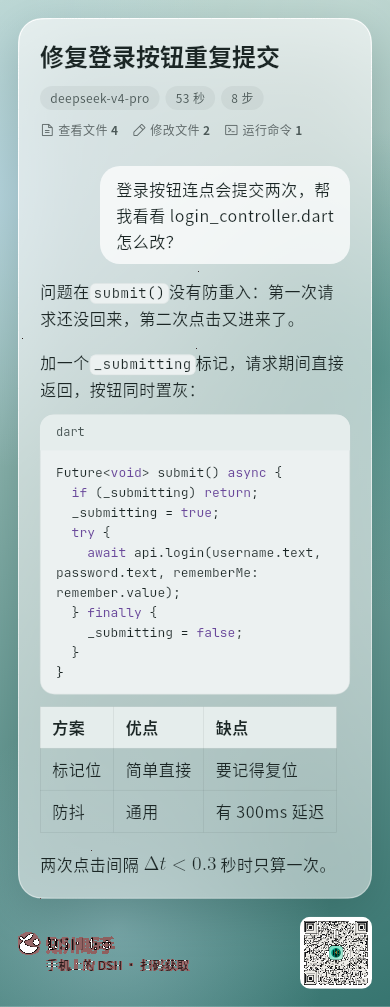 修复登录按钮重复提交
deepseek-v4-pro 53 秒 8 步
查看文件 4 修改文件 2 运行命令 1
登录按钮连点会提交两次，帮
我看看 login_controller.dart
怎么改？
问题在 submit() 没有防重入：第一次请
求还没回来，第二次点击又进来了。
加一个 _submitting 标记，请求期间直接
返回，按钮同时置灰：
dart
Future<void> submit() async {
  if (_submitting) return;
  _submitting = true;
  try {
    await api.login(username.text,
password.text, rememberMe:
remember.value);
  } finally {
    _submitting = false;
  }
}
方案 优点 缺点
标记位 简单直接 要记得复位
防抖 通用 有 300ms 延迟
两次点击间隔 Δt < 0.3 秒时只算一次。